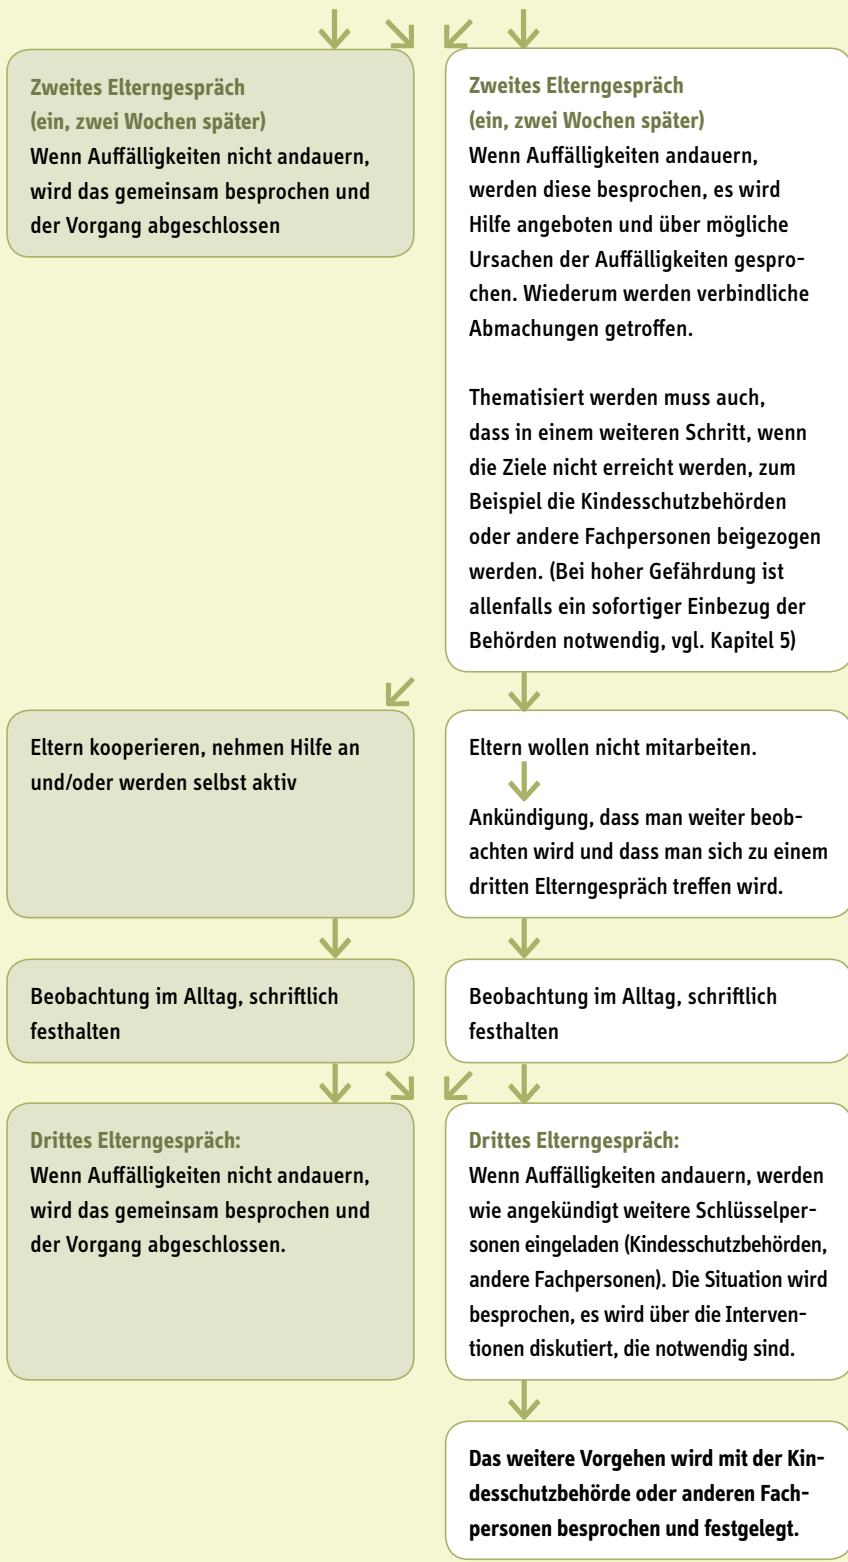 Zweites Elterngespräch
(ein, zwei Wochen später)
Wenn Auffälligkeiten nicht andauern,
wird das gemeinsam besprochen und
der Vorgang abgeschlossen
Zweites Elterngespräch
(ein, zwei Wochen später)
Wenn Auffälligkeiten andauern,
werden diese besprochen, es wird
Hilfe angeboten und über mögliche
Ursachen der Auffälligkeiten gespro-
chen. Wiederum werden verbindliche
Abmachungen getroffen.
Thematisiert werden muss auch,
dass in einem weiteren Schritt, wenn
die Ziele nicht erreicht werden, zum
Beispiel die Kindesschutzbehörden
oder andere Fachpersonen beigezogen
werden. (Bei hoher Gefährdung ist
allenfalls ein sofortiger Einbezug der
Behörden notwendig, vgl. Kapitel 5)
Eltern kooperieren, nehmen Hilfe an
und/oder werden selbst aktiv
Eltern wollen nicht mitarbeiten.
Ankündigung, dass man weiter beob-
achten wird und dass man sich zu einem
dritten Elterngespräch treffen wird.
Beobachtung im Alltag, schriftlich
festhalten
Beobachtung im Alltag, schriftlich
festhalten
Drittes Elterngespräch:
Wenn Auffälligkeiten nicht andauern,
wird das gemeinsam besprochen und
der Vorgang abgeschlossen.
Drittes Elterngespräch:
Wenn Auffälligkeiten andauern, werden
wie angekündigt weitere Schlüsselper-
sonen eingeladen (Kindesschutzbehörden,
andere Fachpersonen). Die Situation wird
besprochen, es wird über die Interven-
tionen diskutiert, die notwendig sind.
Das weitere Vorgehen wird mit der Kin-
desschutzbehörde oder anderen Fach-
personen besprochen und festgelegt.